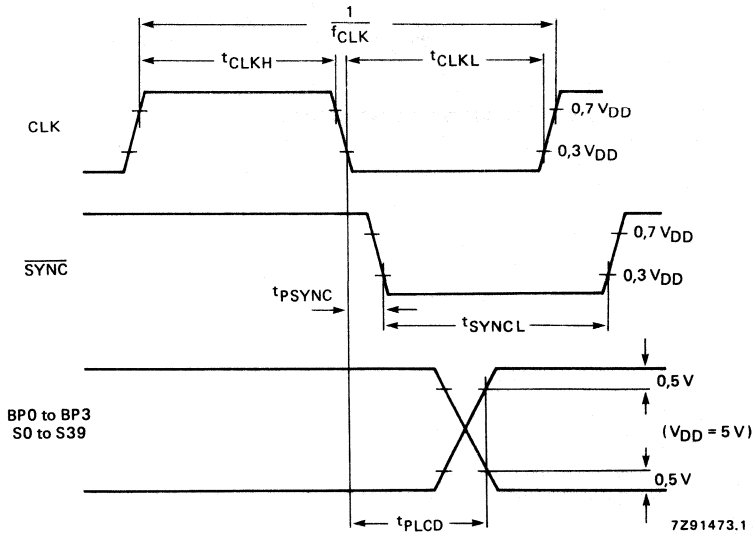 1
fCLK
tCLKH
tCLKL
CLK
0,7 VDD
0,3 VDD
SYNC
0,7 VDD
0,3 VDD
tPSYNC
tSYNCL
BP0 to BP3
S0 to S39
0,5 V
(VDD = 5 V)
0,5 V
tPLCD
7Z91473.1